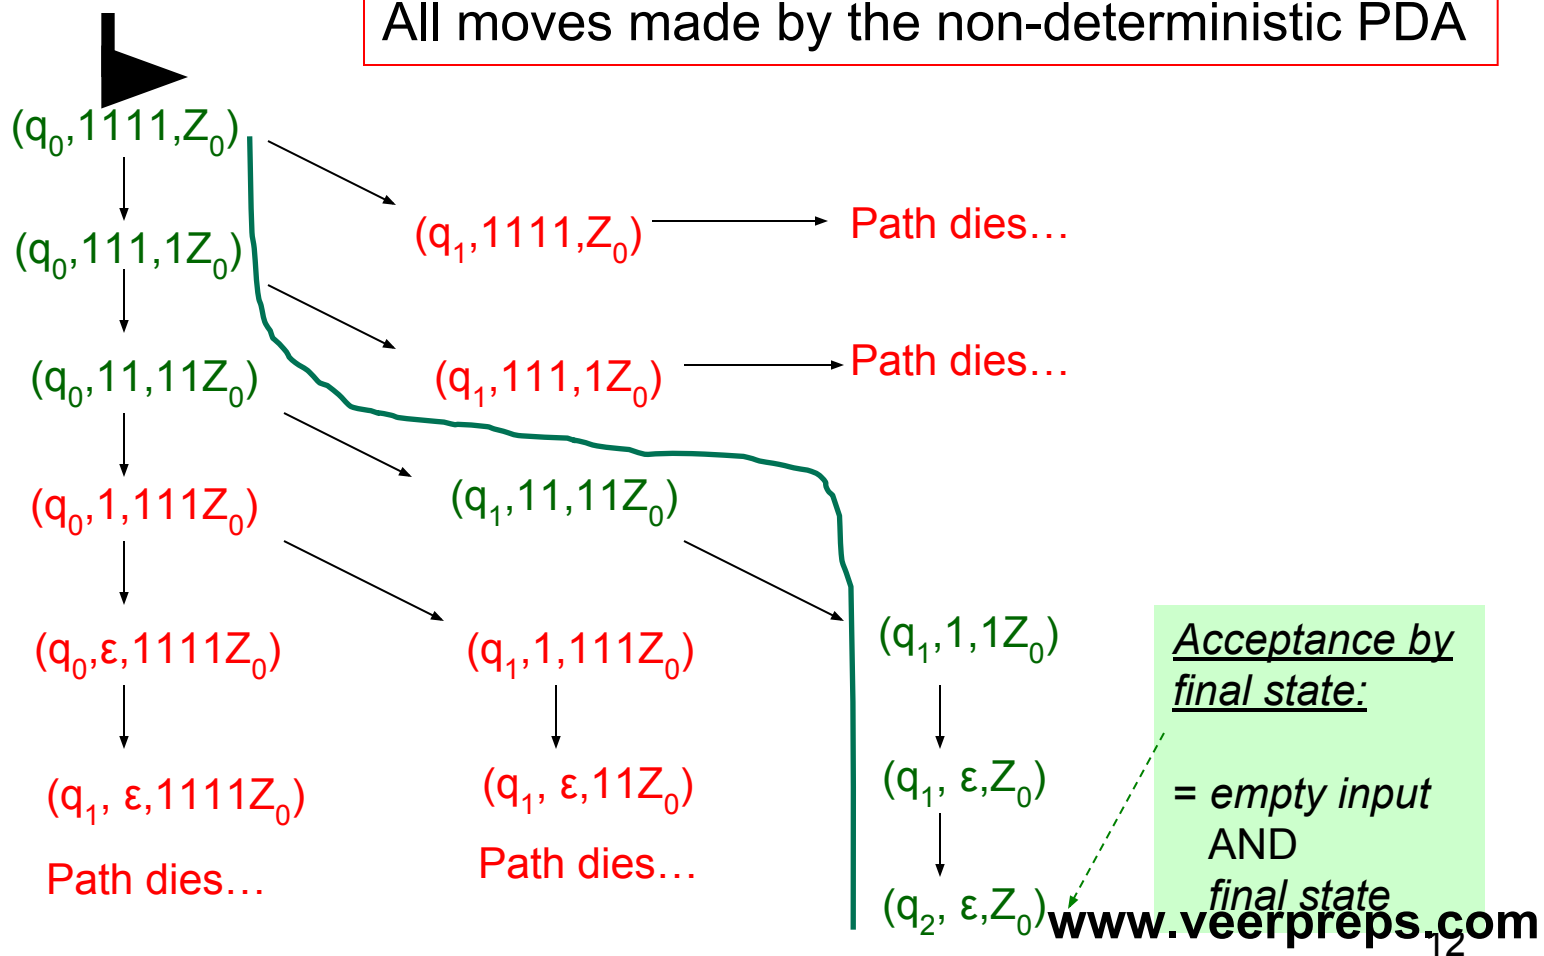 All moves made by the non-deterministic PDA
(q₀,1111,Z₀)
(q₁,1111,Z₀) Path dies…
(q₀,111,1Z₀)
(q₁,111,1Z₀) Path dies…
(q₀,11,11Z₀)
(q₁,11,11Z₀)
(q₀,1,111Z₀)
(q₀,ε,1111Z₀) (q₁,1,111Z₀) (q₁,1,1Z₀)
(q₁, ε,1111Z₀) (q₁, ε,11Z₀) (q₁, ε,Z₀)
Path dies… Path dies…
(q₂, ε,Z₀)
Acceptance by
final state:
= empty input
AND
final state
www.veerpreps.com
12